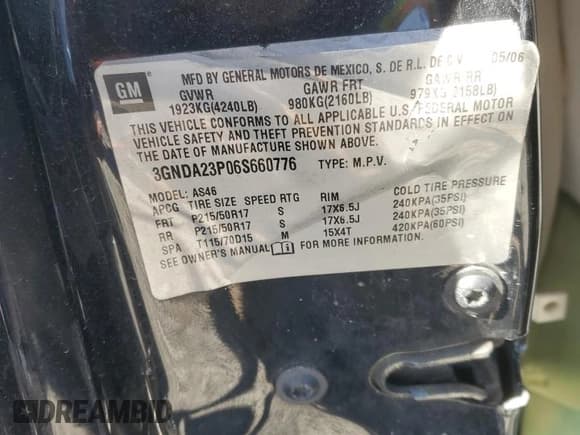 GM
MFD BY GENERAL MOTORS DE MEXICO, S. DE R.L. DE C.V. 05/06
GVWR GAWR FRT GAWR RR
1923KG(4240LB) 980KG(2160LB) 979KG(2158LB)
THIS VEHICLE CONFORMS TO ALL APPLICABLE U.S. FEDERAL MOTOR
VEHICLE SAFETY AND THEFT PREVENTION STANDARDS IN EFFECT ON
THE DATE OF MANUFACTURE SHOWN ABOVE.
3GNDA23P06S660776 TYPE: M.P.V.
MODEL: AS46
APCG TIRE SIZE SPEED RTG RIM COLD TIRE PRESSURE
FRT P215/50R17 S 17X6.5J 240KPA(35PSI)
RR P215/50R17 S 17X6.5J 240KPA(35PSI)
SPA T115/70D15 M 15X4T 420KPA(60PSI)
SEE OWNER'S MANUAL FOR MORE INFORMATION.
DREAMBID